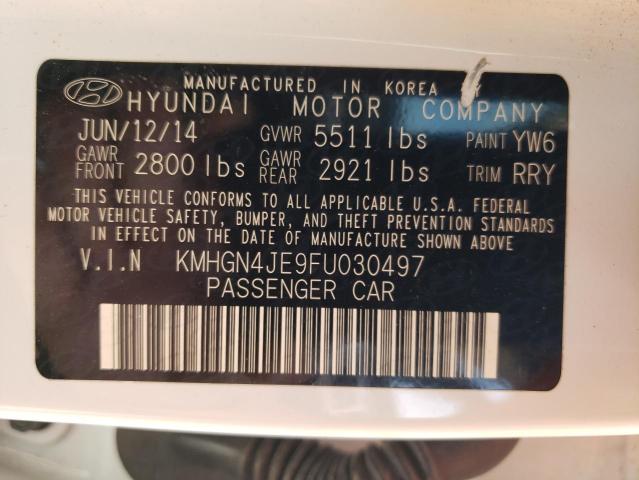 MANUFACTURED IN KOREA BY
HYUNDAI MOTOR COMPANY
JUN/12/14 GVWR 5511 lbs PAINT YW6
GAWR FRONT 2800 lbs GAWR REAR 2921 lbs TRIM RRY
THIS VEHICLE CONFORMS TO ALL APPLICABLE U.S.A. FEDERAL
MOTOR VEHICLE SAFETY, BUMPER, AND THEFT PREVENTION STANDARDS
IN EFFECT ON THE DATE OF MANUFACTURE SHOWN ABOVE
V.I.N KMHGN4JE9FU030497
PASSENGER CAR